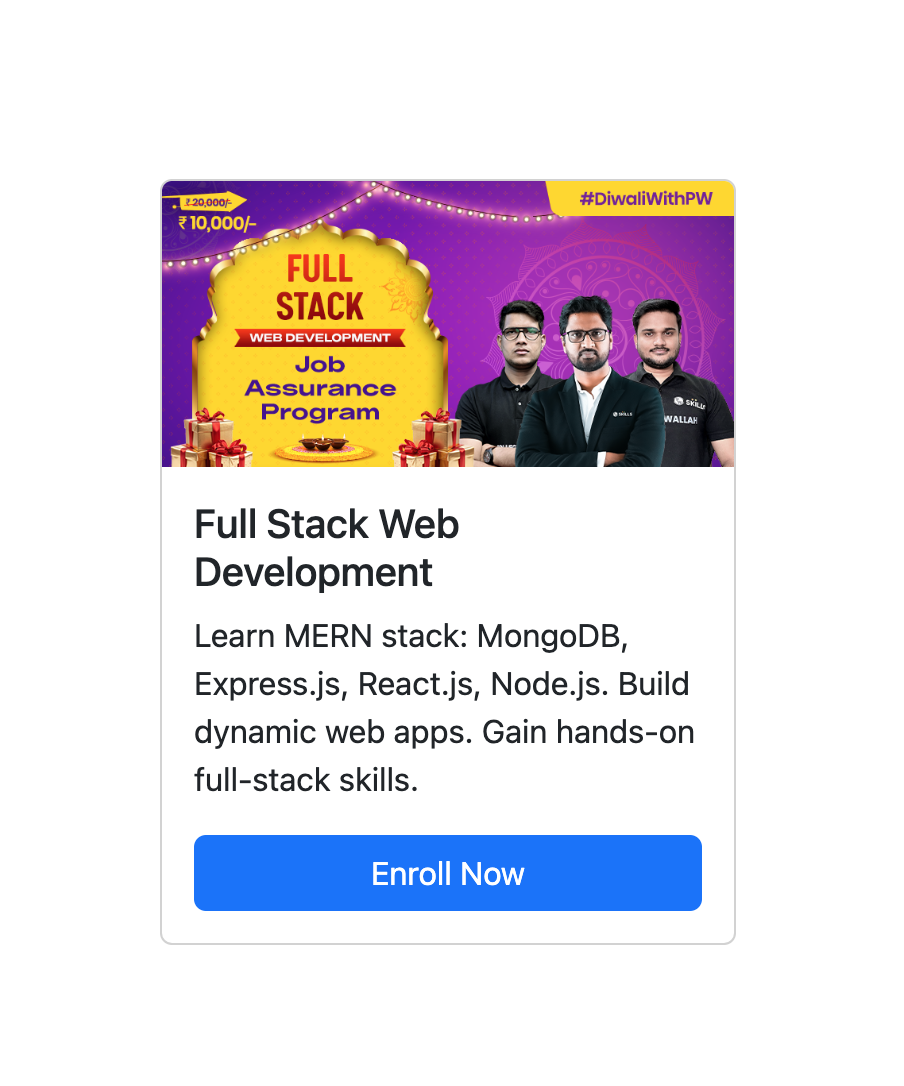 ₹ 20,000/-
₹ 10,000/-
#DiwaliWithPW
FULL
STACK
WEB DEVELOPMENT
Job
Assurance
Program
SKILLS
SKILLS
WALLAH
Full Stack Web
Development
Learn MERN stack: MongoDB,
Express.js, React.js, Node.js. Build
dynamic web apps. Gain hands-on
full-stack skills.
Enroll Now